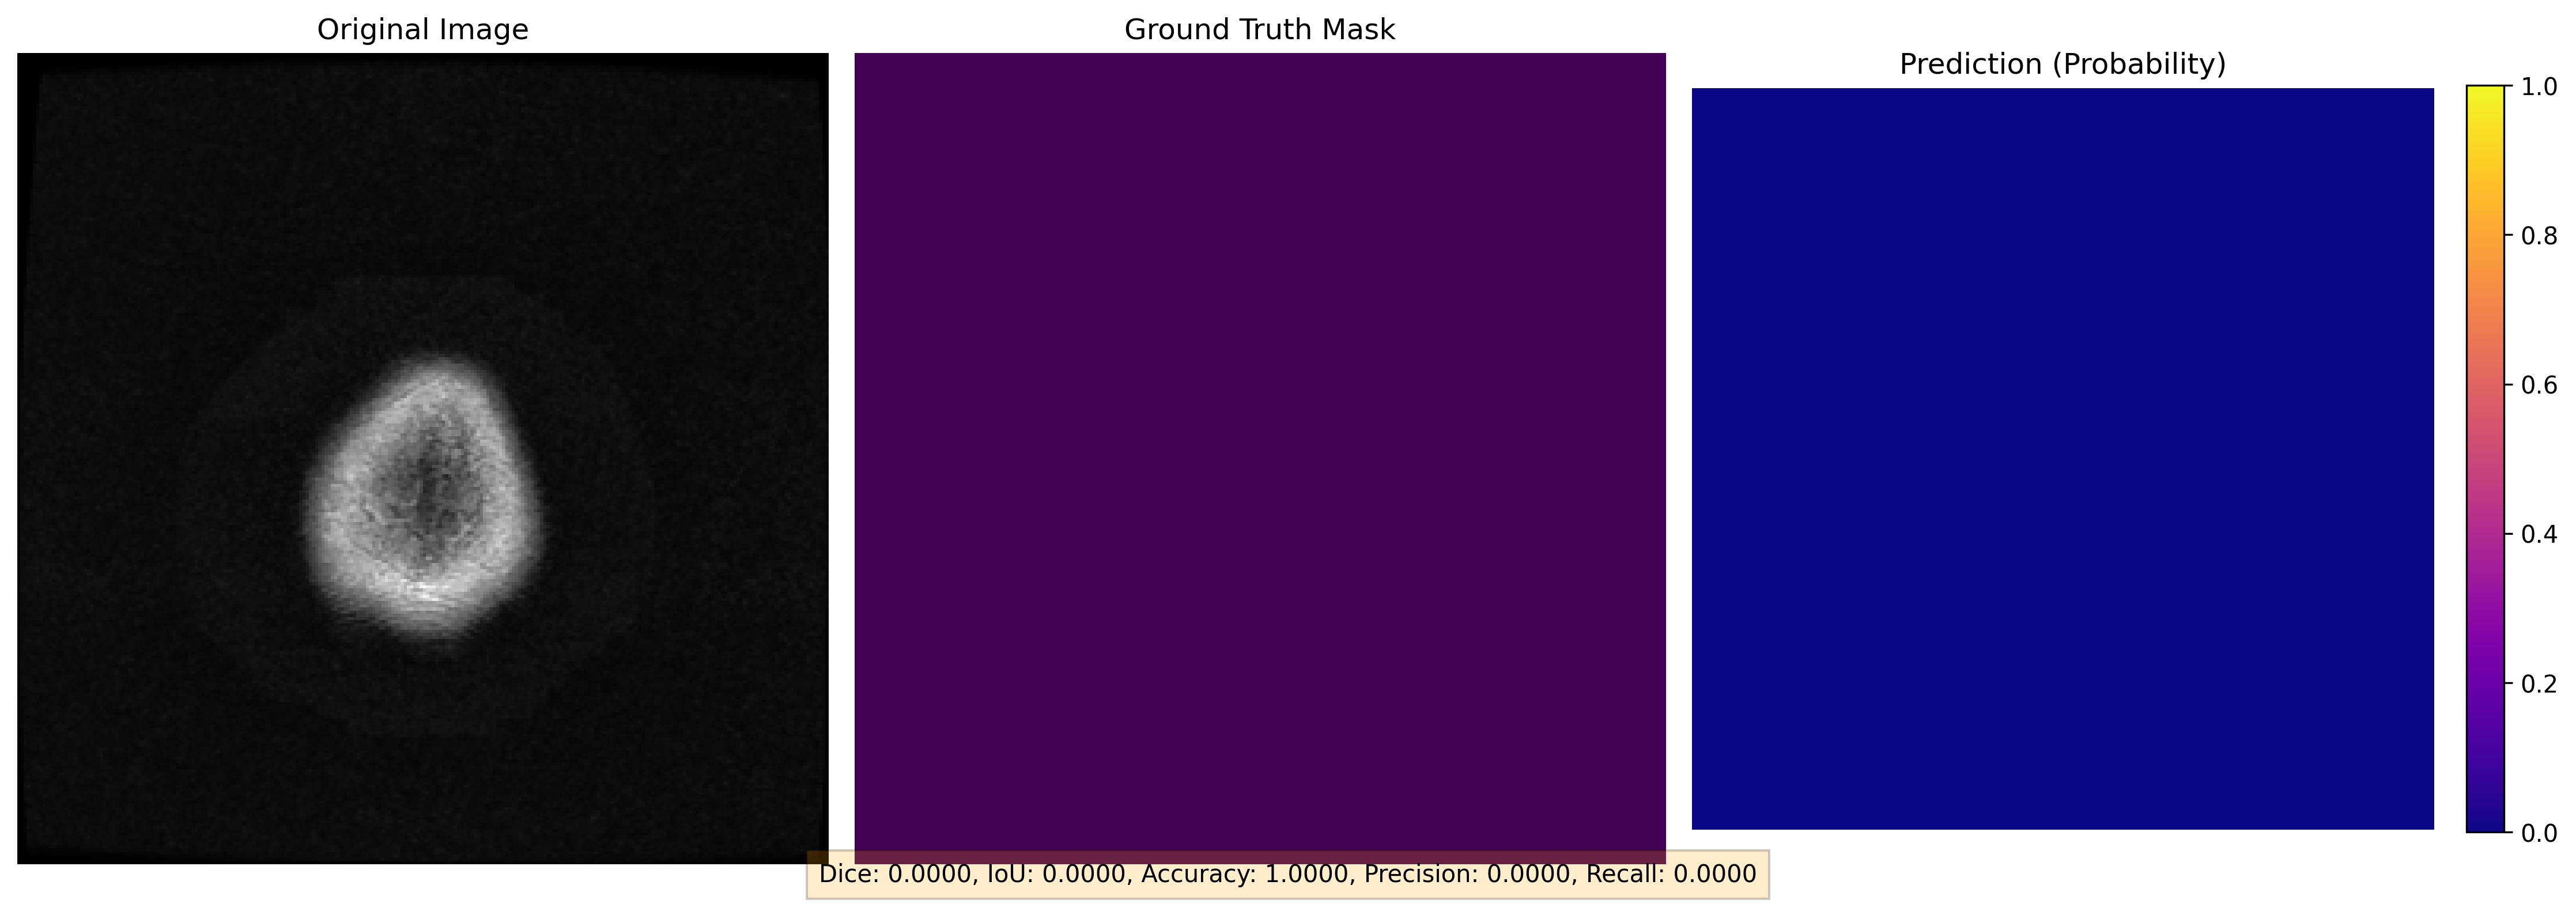 Original Image
Ground Truth Mask
Prediction (Probability)
1.0
0.8
0.6
0.4
0.2
0.0
Dice: 0.0000, IoU: 0.0000, Accuracy: 1.0000, Precision: 0.0000, Recall: 0.0000